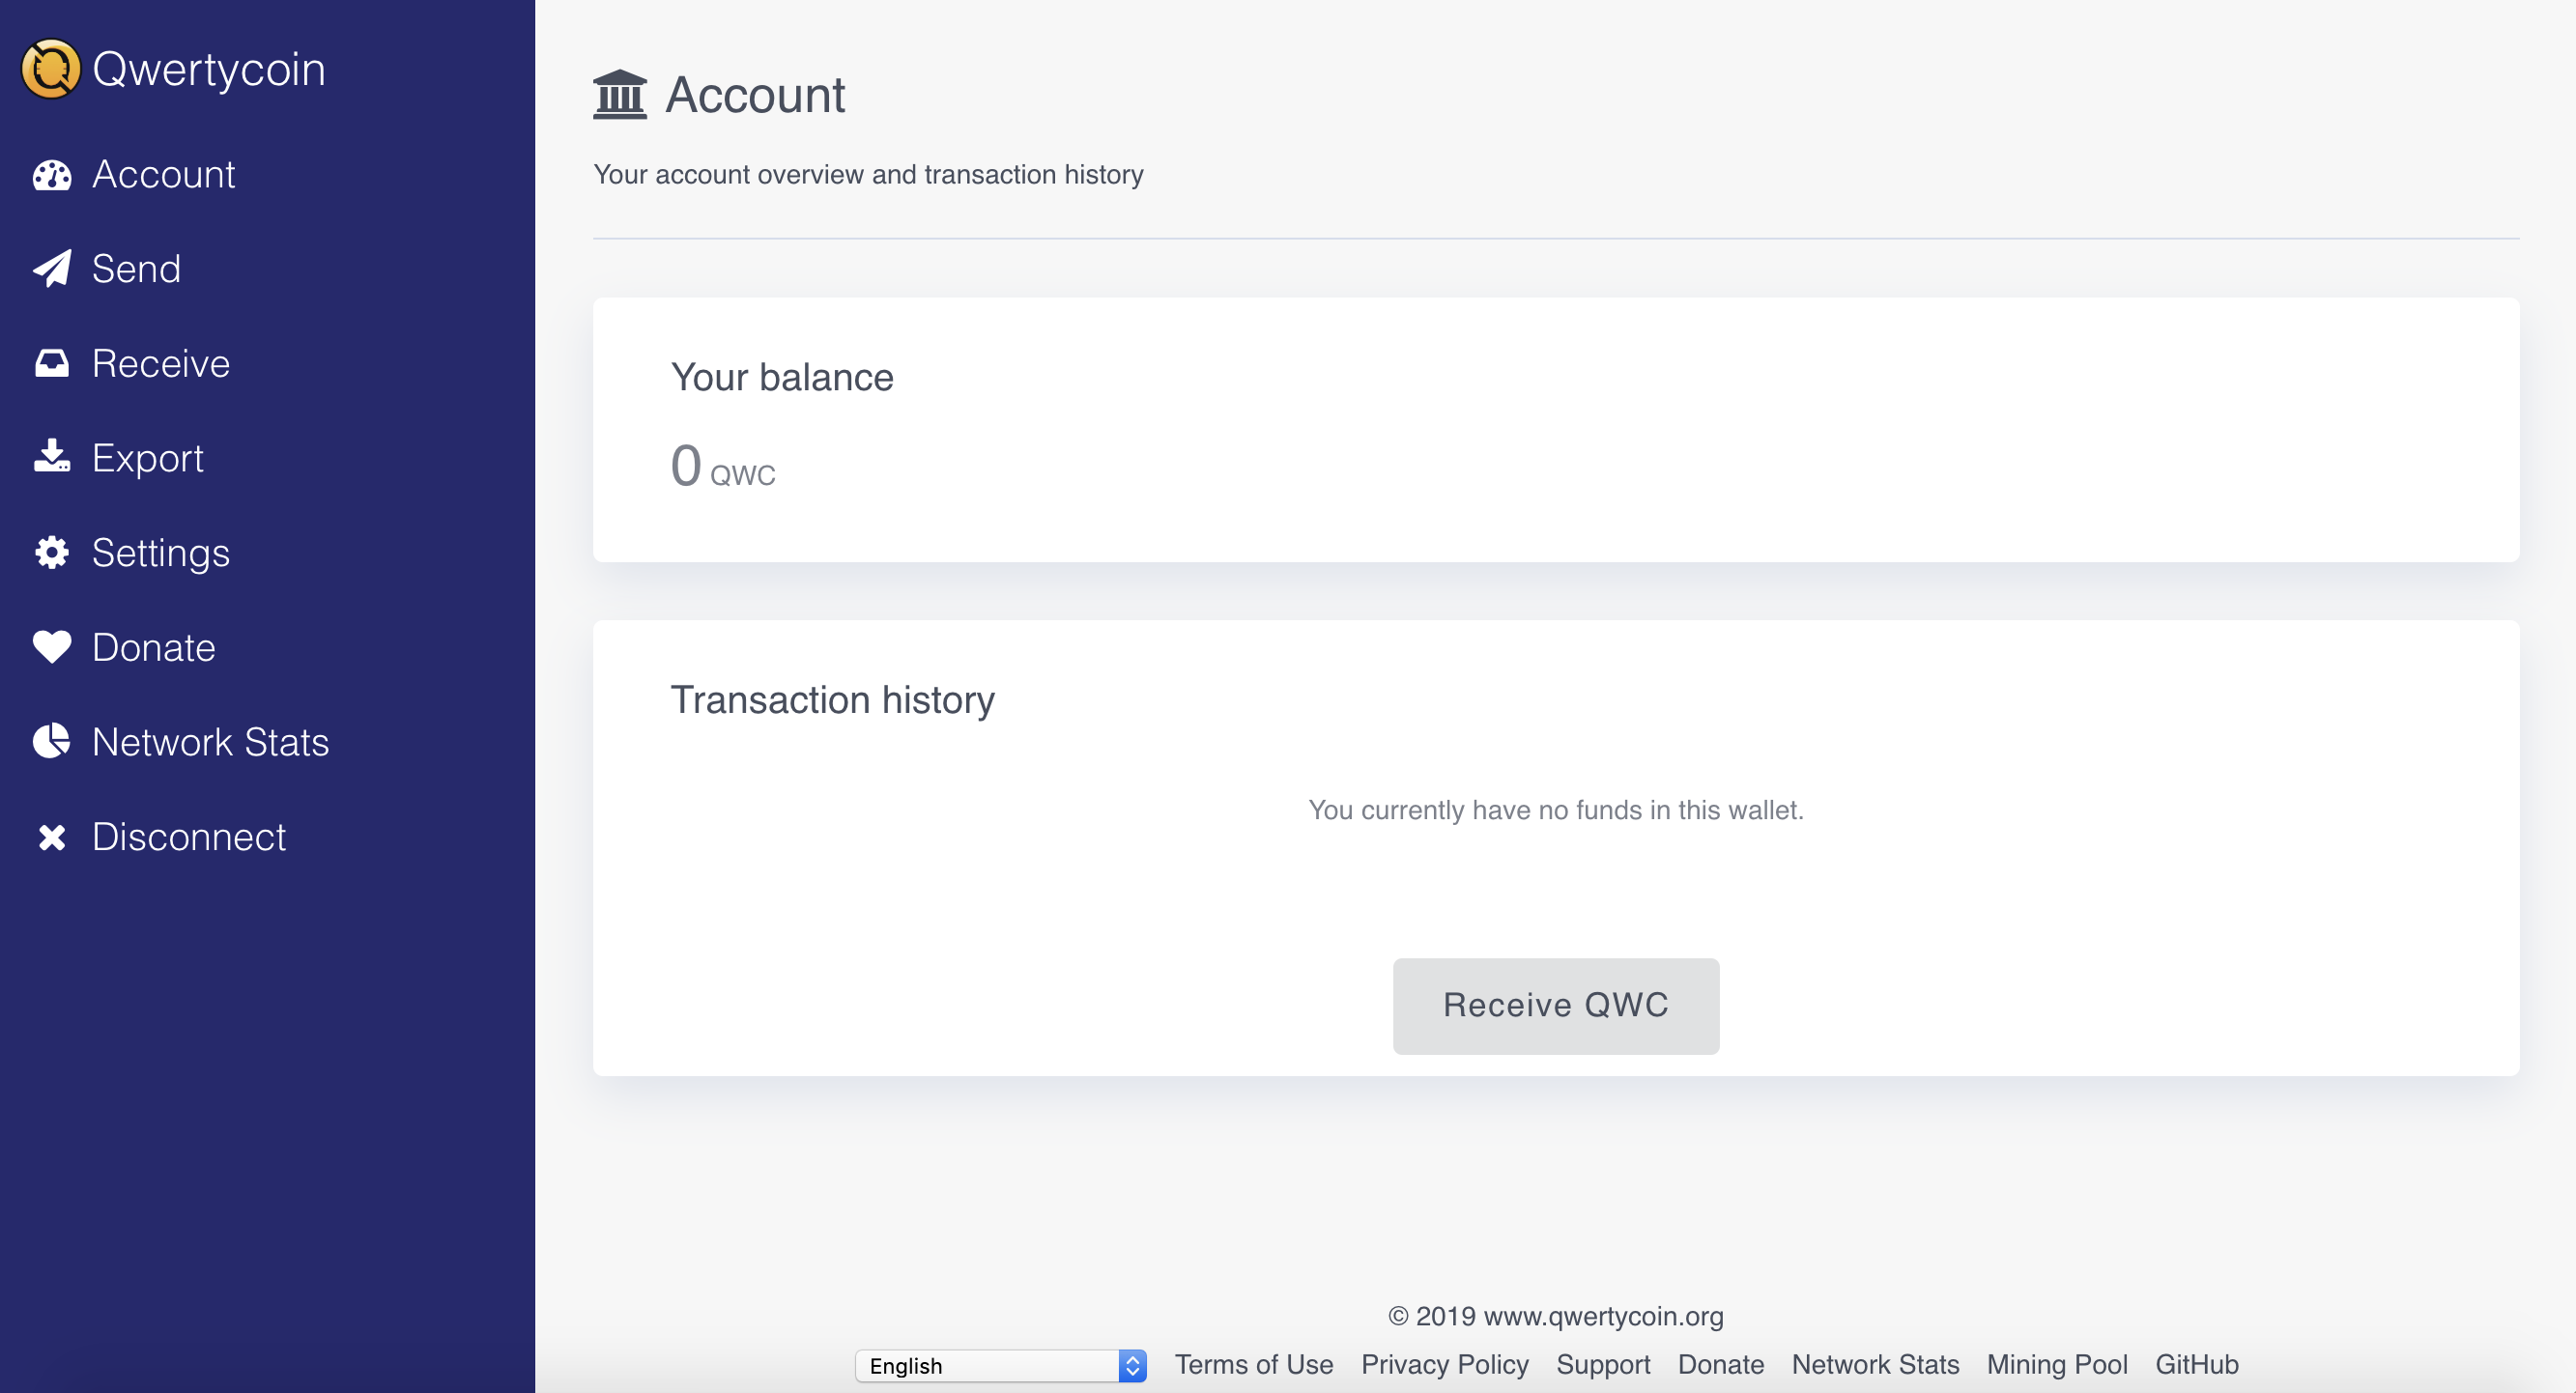 Qwertycoin
Account
Send
Receive
Export
Settings
Donate
Network Stats
Disconnect
Account
Your account overview and transaction history
Your balance
0 QWC
Transaction history
You currently have no funds in this wallet.
Receive QWC
© 2019 www.qwertycoin.org
English Terms of Use Privacy Policy Support Donate Network Stats Mining Pool GitHub